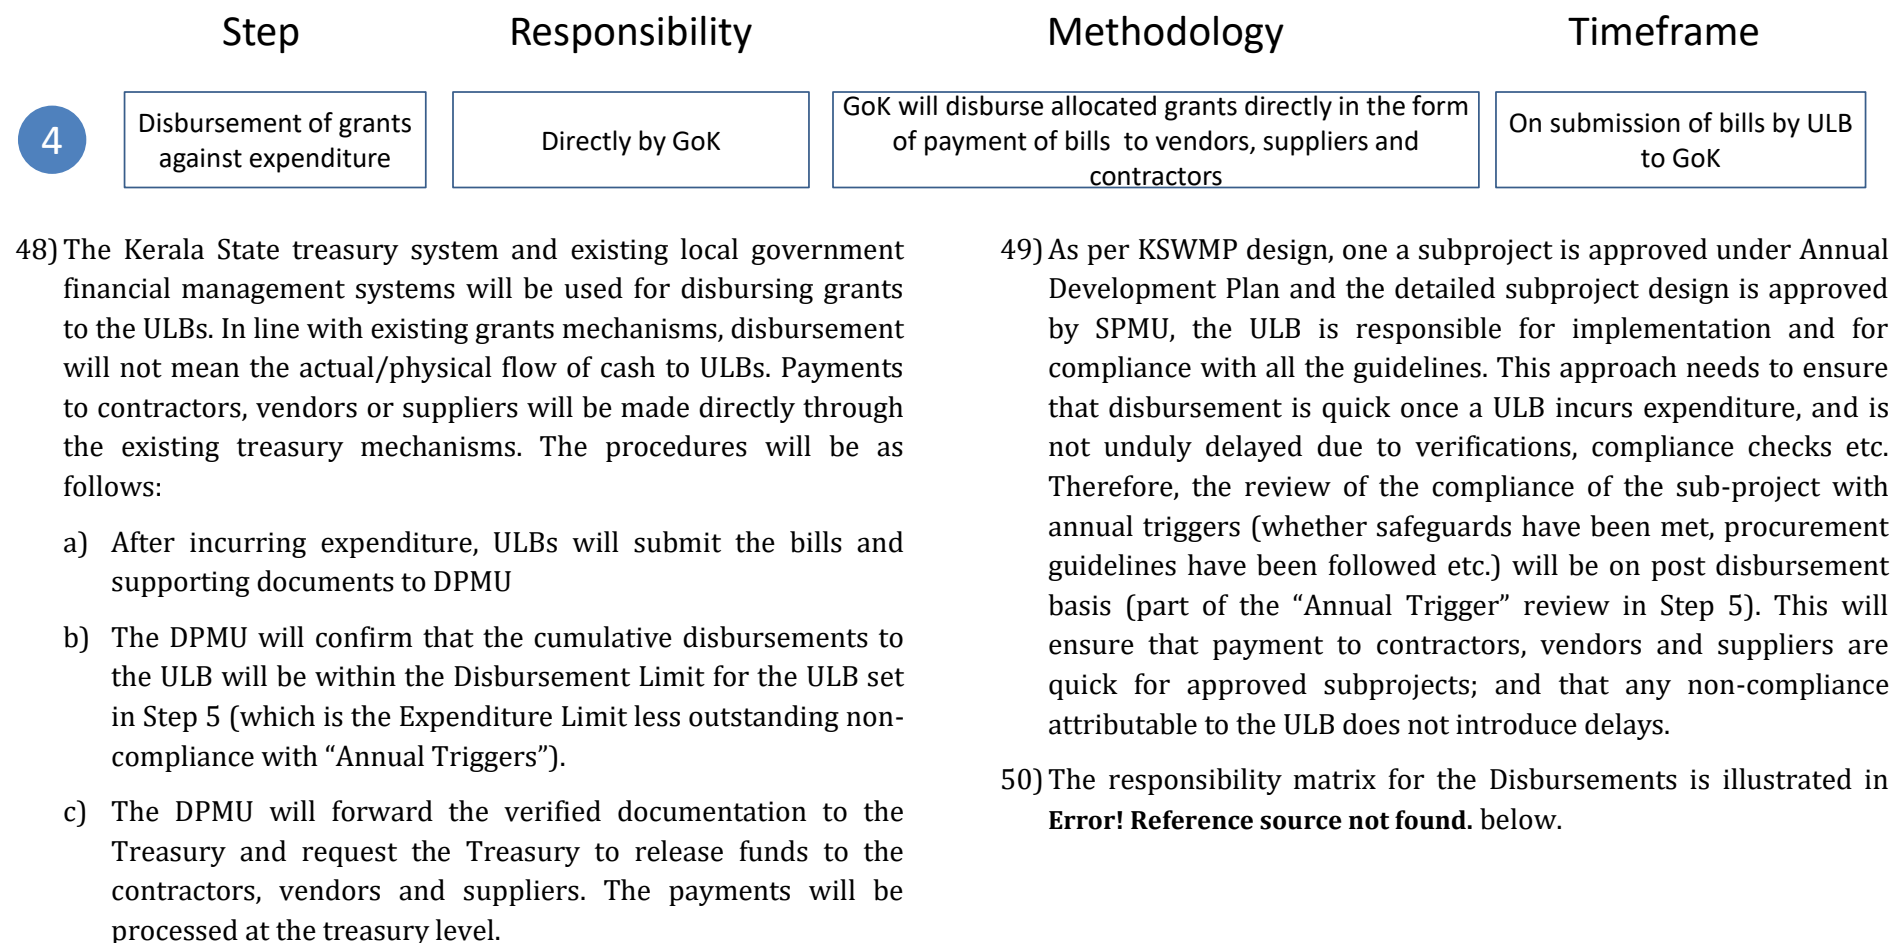 Step Responsibility Methodology Timeframe
4
Disbursement of grants
against expenditure
Directly by GoK
GoK will disburse allocated grants directly in the form
of payment of bills to vendors, suppliers and
contractors
On submission of bills by ULB
to GoK
48) The Kerala State treasury system and existing local government
financial management systems will be used for disbursing grants
to the ULBs. In line with existing grants mechanisms, disbursement
will not mean the actual/physical flow of cash to ULBs. Payments
to contractors, vendors or suppliers will be made directly through
the existing treasury mechanisms. The procedures will be as
follows:
a) After incurring expenditure, ULBs will submit the bills and
supporting documents to DPMU
b) The DPMU will confirm that the cumulative disbursements to
the ULB will be within the Disbursement Limit for the ULB set
in Step 5 (which is the Expenditure Limit less outstanding non-
compliance with “Annual Triggers”).
c) The DPMU will forward the verified documentation to the
Treasury and request the Treasury to release funds to the
contractors, vendors and suppliers. The payments will be
processed at the treasury level.
49) As per KSWMP design, one a subproject is approved under Annual
Development Plan and the detailed subproject design is approved
by SPMU, the ULB is responsible for implementation and for
compliance with all the guidelines. This approach needs to ensure
that disbursement is quick once a ULB incurs expenditure, and is
not unduly delayed due to verifications, compliance checks etc.
Therefore, the review of the compliance of the sub-project with
annual triggers (whether safeguards have been met, procurement
guidelines have been followed etc.) will be on post disbursement
basis (part of the “Annual Trigger” review in Step 5). This will
ensure that payment to contractors, vendors and suppliers are
quick for approved subprojects; and that any non-compliance
attributable to the ULB does not introduce delays.
50) The responsibility matrix for the Disbursements is illustrated in
Error! Reference source not found. below.